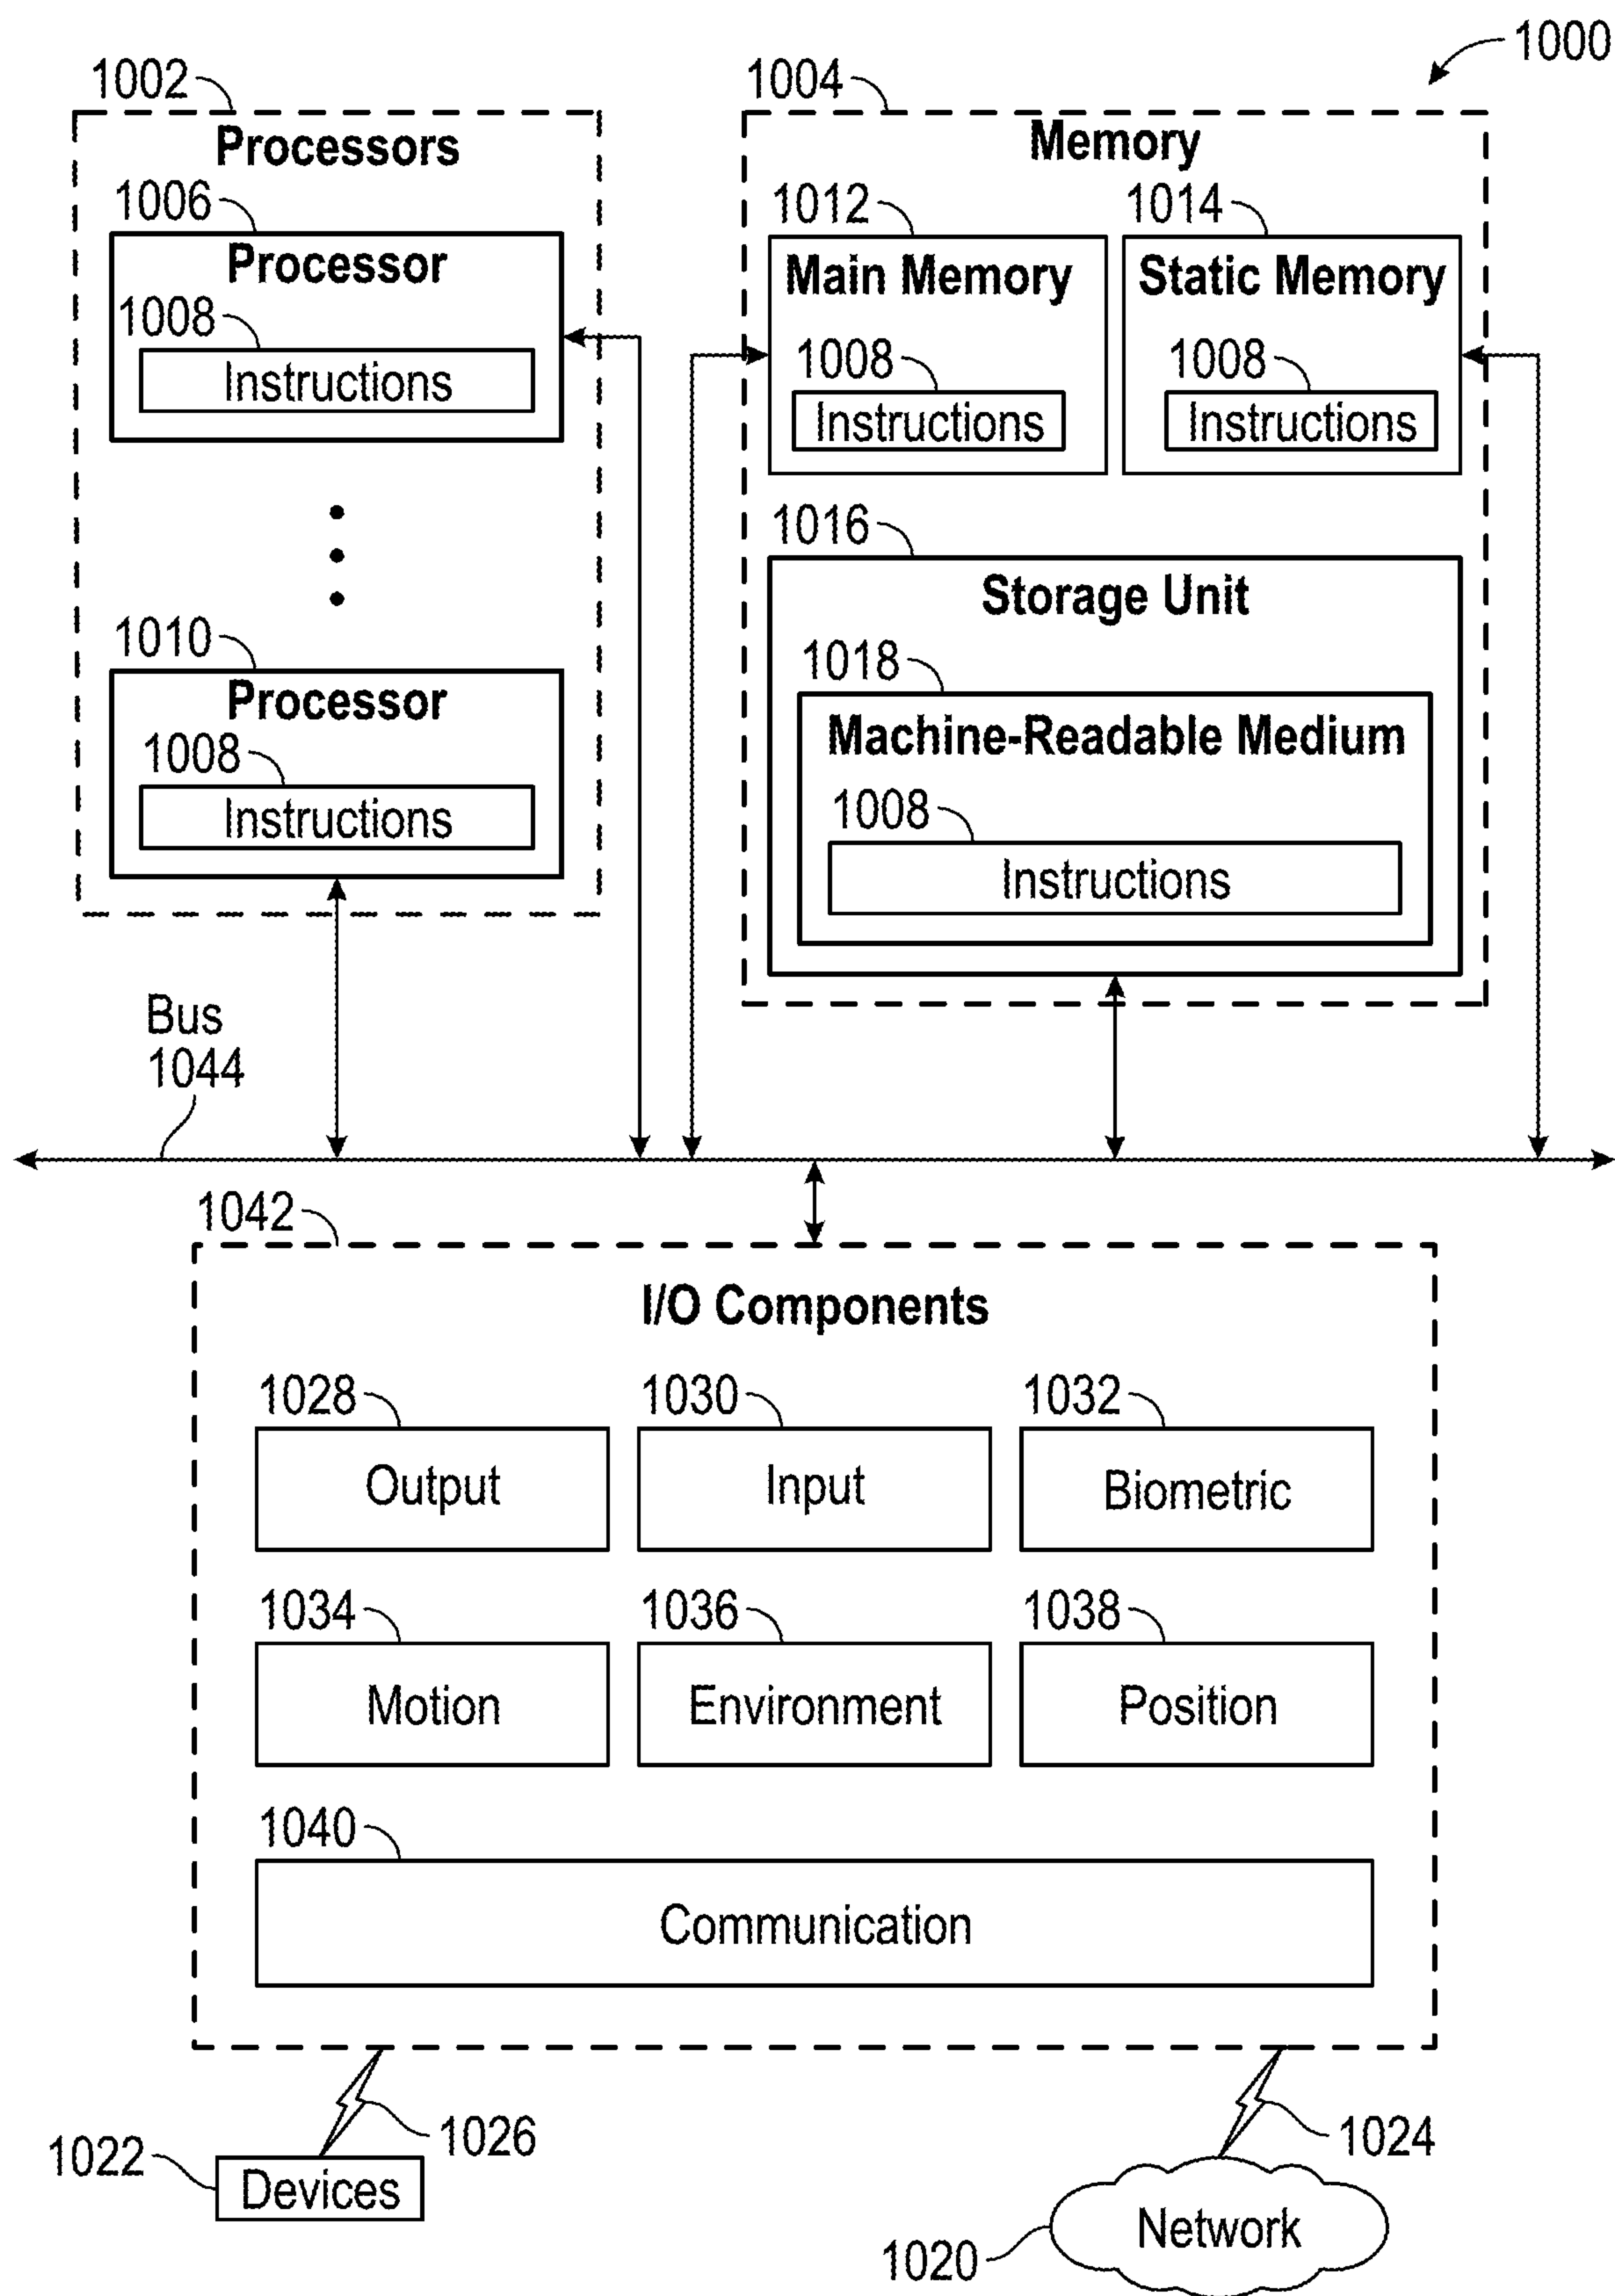 1000
1002
Processors
1006
Processor
1008
Instructions
1010
Processor
1008
Instructions
1004
Memory
1012
Main Memory
1008
Instructions
1014
Static Memory
1008
Instructions
1016
Storage Unit
1018
Machine-Readable Medium
1008
Instructions
Bus
1044
1042
I/O Components
1028
Output
1030
Input
1032
Biometric
1034
Motion
1036
Environment
1038
Position
1040
Communication
1026
1022
Devices
1024
1020
Network